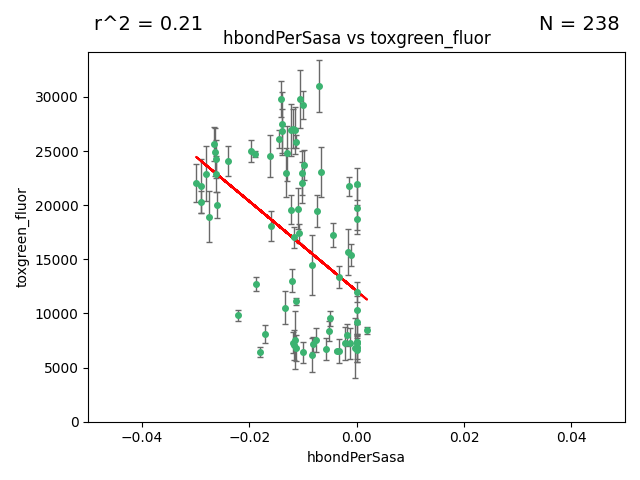 r^2 = 0.21
N = 238
hbondPerSasa vs toxgreen_fluor
30000
25000
20000
15000
10000
5000
0
toxgreen_fluor
−0.04
−0.02
0.00
0.02
0.04
hbondPerSasa